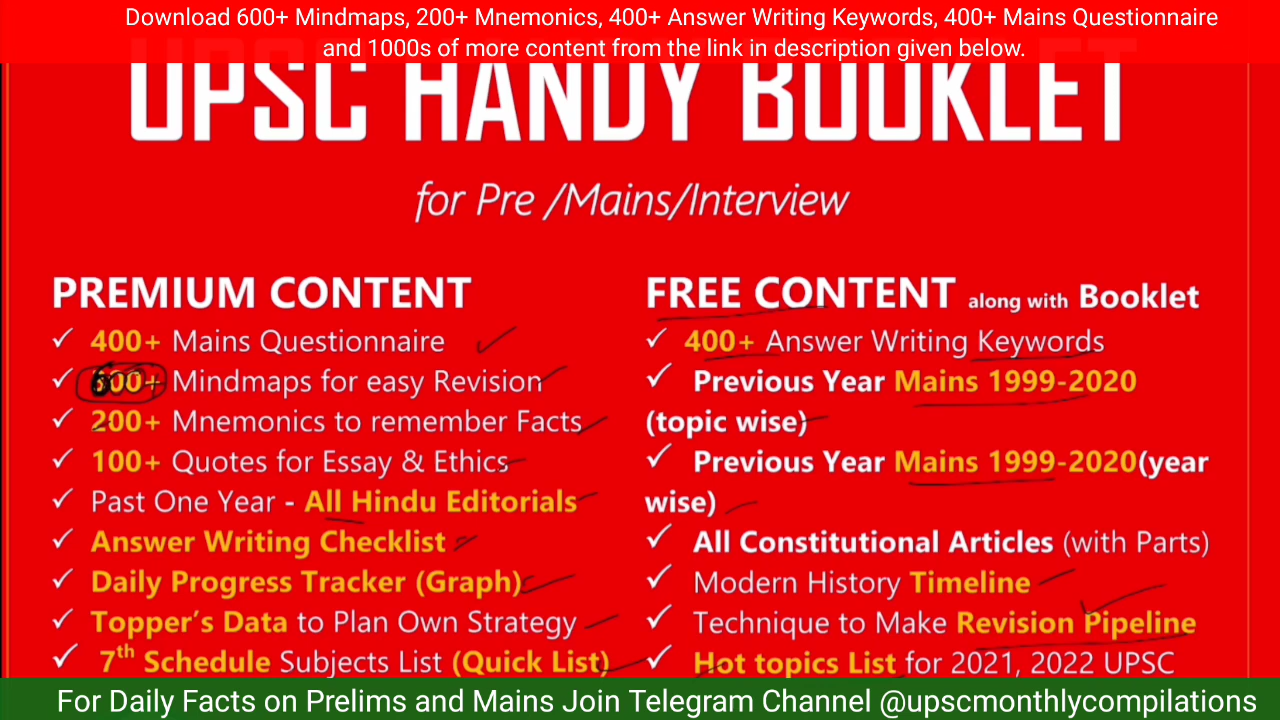 Download 600+ Mindmaps, 200+ Mnemonics, 400+ Answer Writing Keywords, 400+ Mains Questionnaire
and 1000s of more content from the link in description given below.
UPSC HANDY BOOKLET
for Pre /Mains/Interview
PREMIUM CONTENT
✓ 400+ Mains Questionnaire
✓ 600+ Mindmaps for easy Revision
✓ 200+ Mnemonics to remember Facts
✓ 100+ Quotes for Essay & Ethics
✓ Past One Year - All Hindu Editorials
✓ Answer Writing Checklist
✓ Daily Progress Tracker (Graph)
✓ Topper's Data to Plan Own Strategy
✓ 7th Schedule Subjects List (Quick List)
FREE CONTENT along with Booklet
✓ 400+ Answer Writing Keywords
✓ Previous Year Mains 1999-2020
(topic wise)
✓ Previous Year Mains 1999-2020(year
wise)
✓ All Constitutional Articles (with Parts)
✓ Modern History Timeline
✓ Technique to Make Revision Pipeline
✓ Hot topics List for 2021, 2022 UPSC
For Daily Facts on Prelims and Mains Join Telegram Channel @upscmonthlycompilations